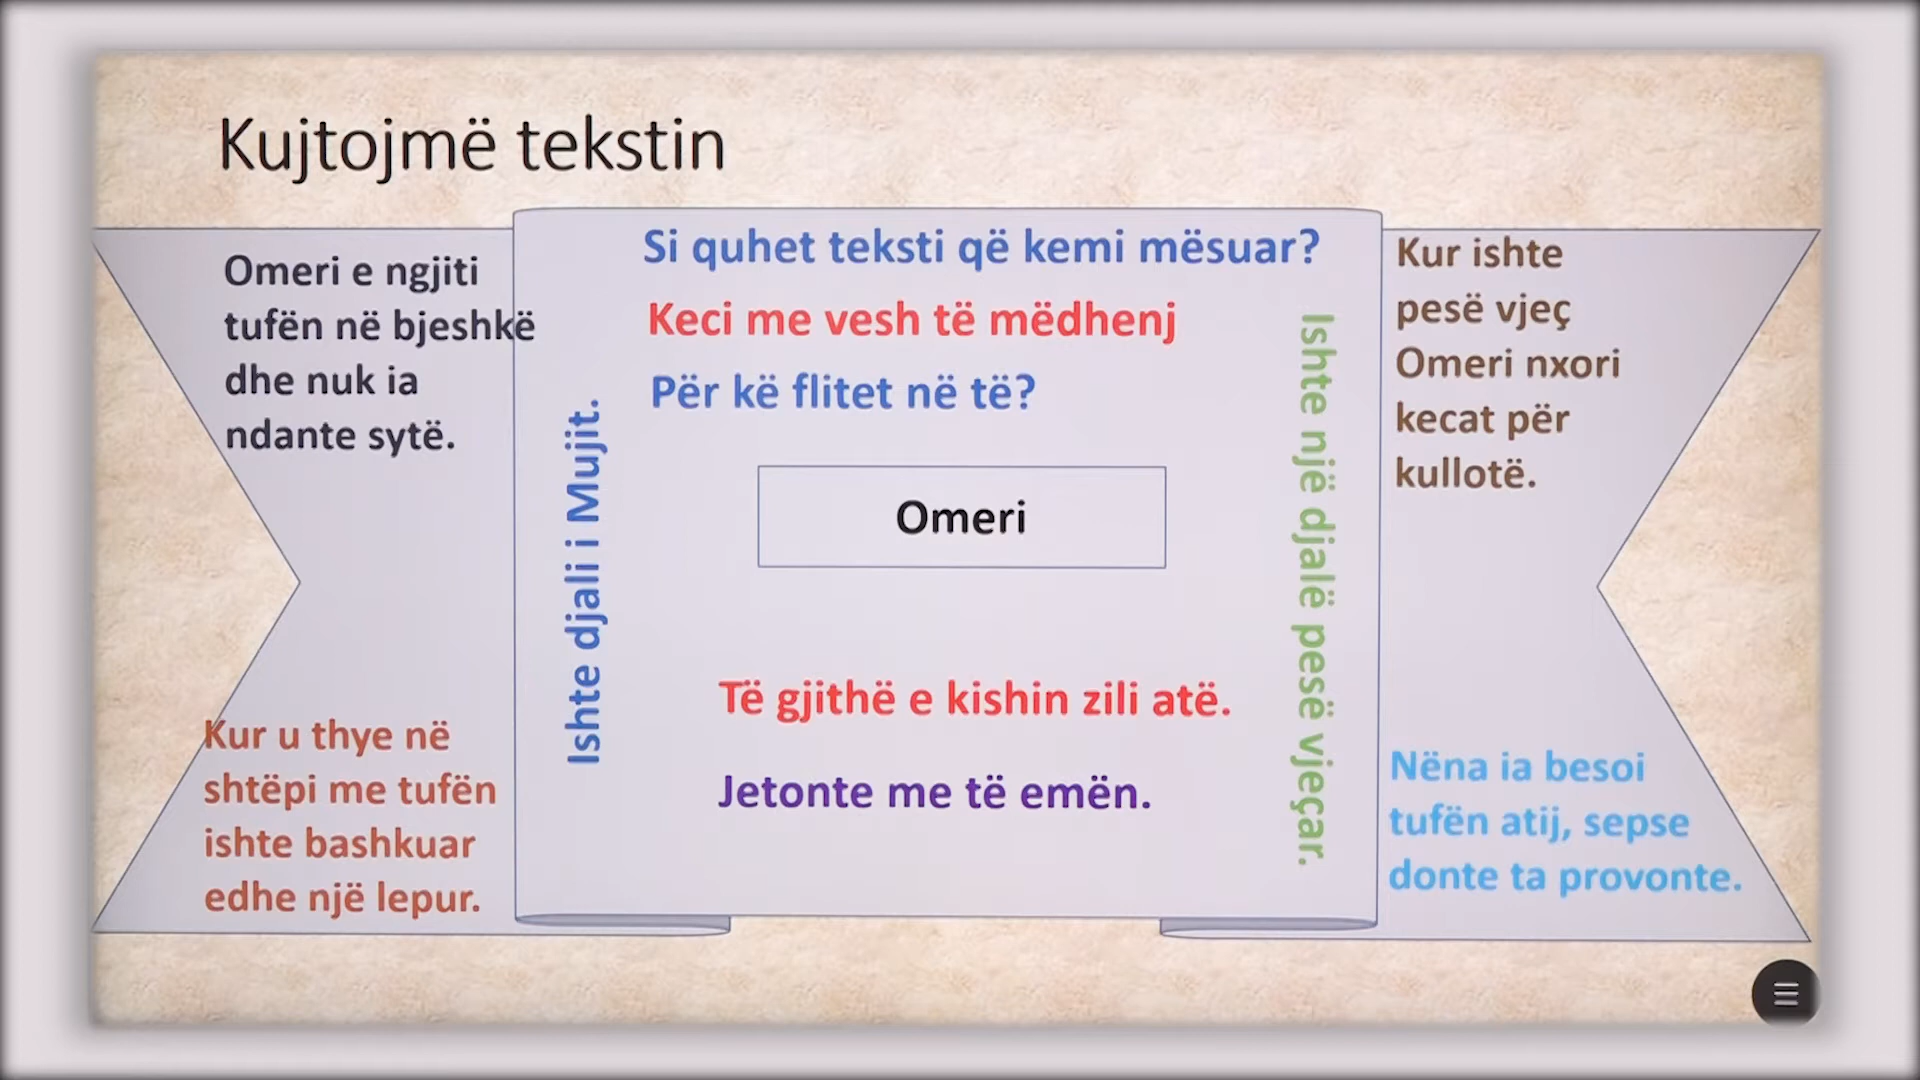 Kujtojmë tekstin
Omeri e ngjiti
tufën në bjeshkë
dhe nuk ia
ndante sytë.
Kur u thye në
shtëpi me tufën
ishte bashkuar
edhe një lepur.
Ishte djali i Mujit.
Si quhet teksti që kemi mësuar?
Keci me vesh të mëdhenj
Për kë flitet në të?
Omeri
Të gjithë e kishin zili atë.
Jetonte me të emën.
Ishte një djalë pesë vjeçar.
Kur ishte
pesë vjeç
Omeri nxori
kecat për
kullotë.
Nëna ia besoi
tufën atij, sepse
donte ta provonte.